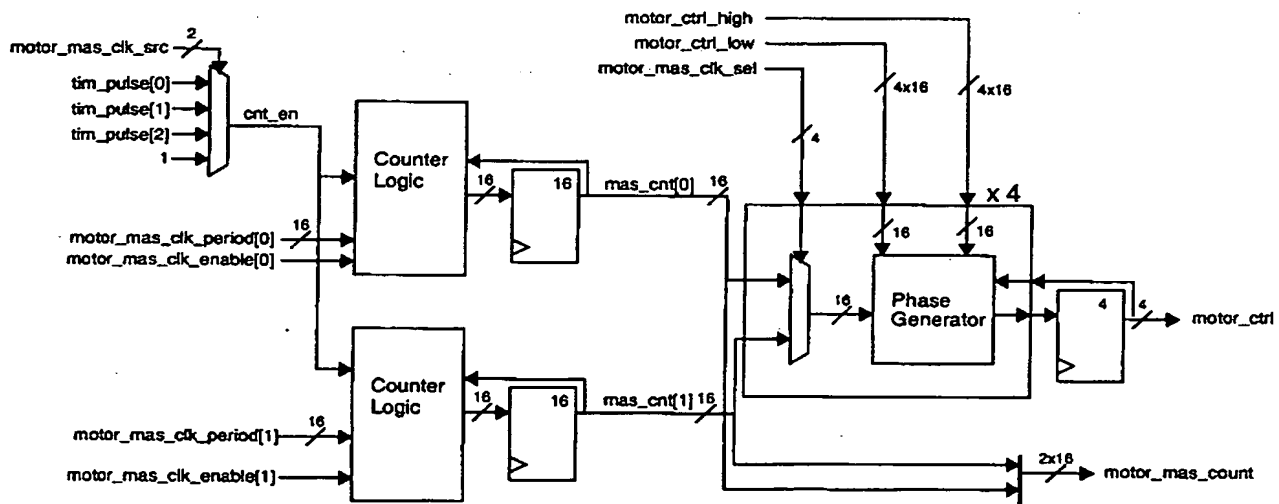 motor_ctrl_high
motor_ctrl_low
motor_mas_clk_sel
2
motor_mas_clk_src
tim_pulse[0]
tim_pulse[1]
tim_pulse[2]
1
cnt_en
4x16
4x16
4
Counter
Logic
16
16
mas_cnt[0]
16
motor_mas_clk_period[0]
16
motor_mas_clk_enable[0]
x 4
16
16
16
Phase
Generator
4
4
motor_ctrl
Counter
Logic
16
16
mas_cnt[1]
16
motor_mas_clk_period[1]
16
motor_mas_clk_enable[1]
2x16
motor_mas_count